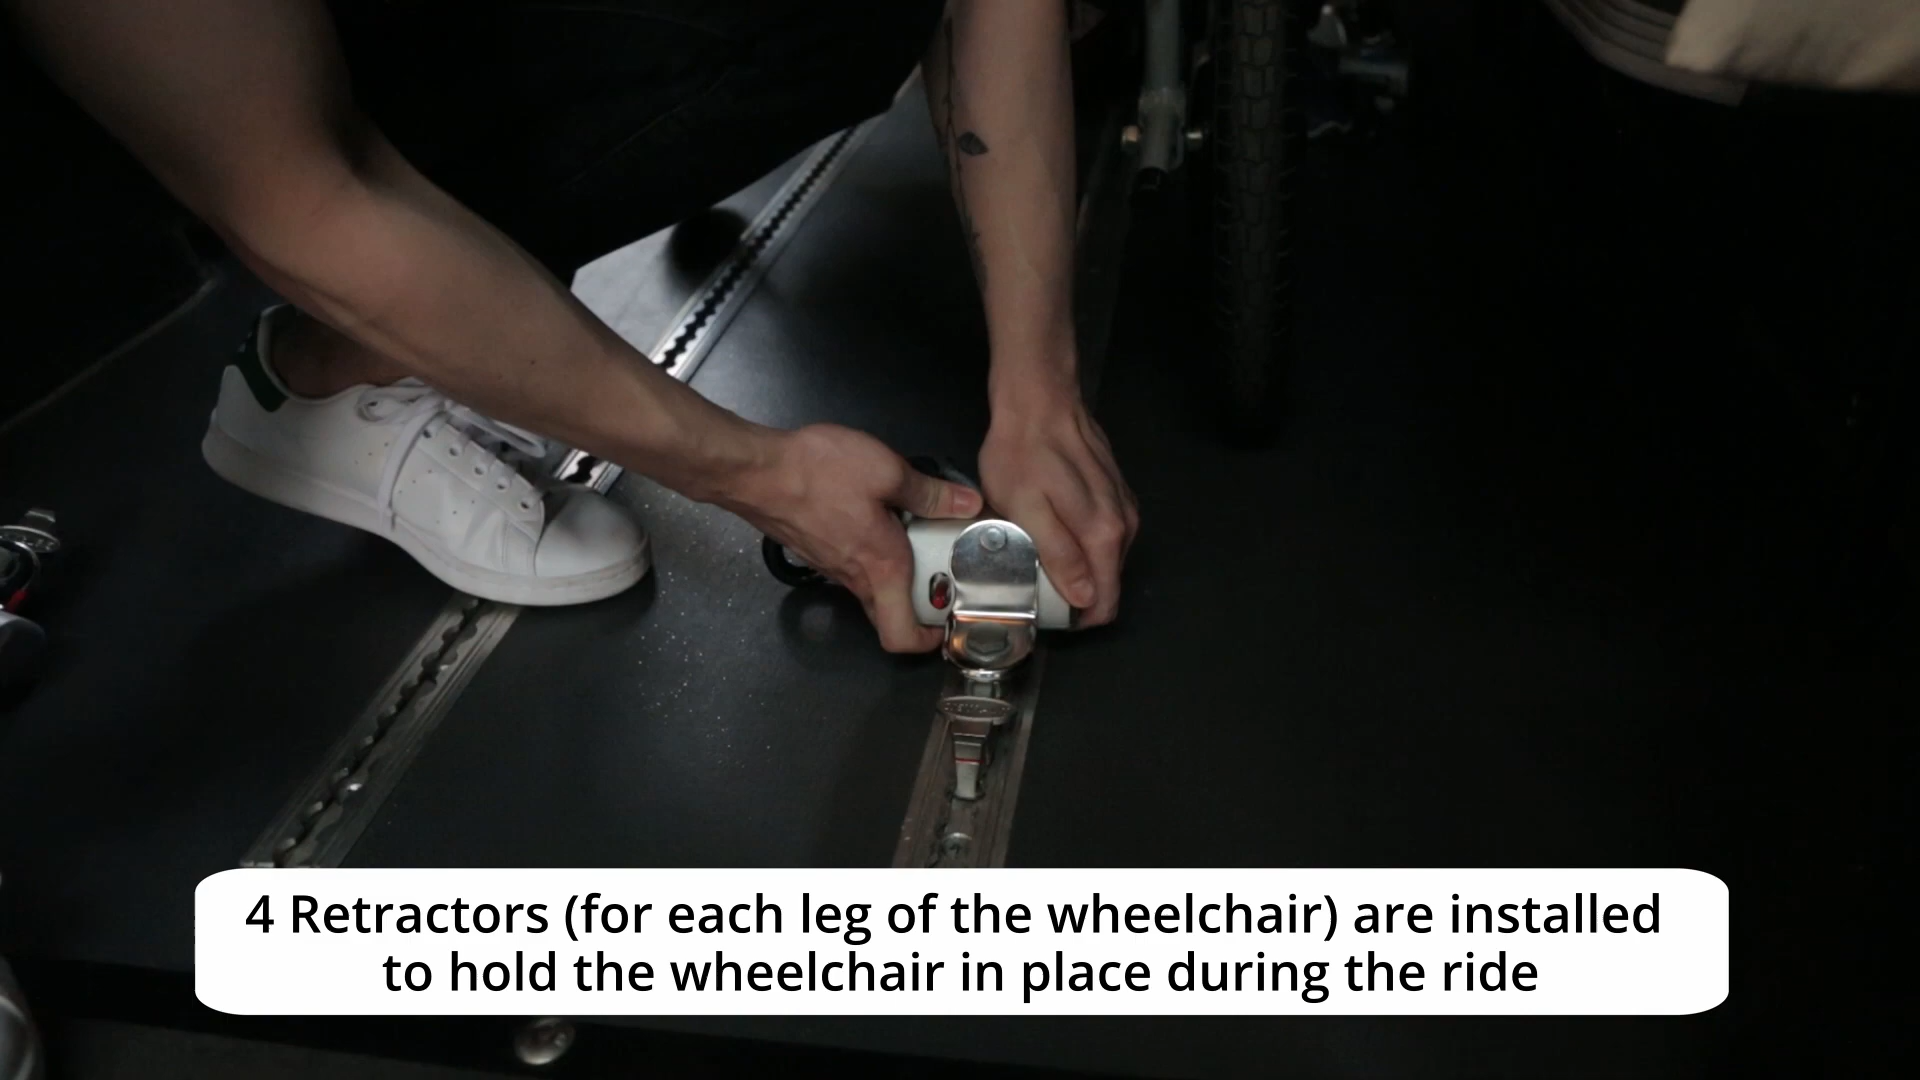 4 Retractors (for each leg of the wheelchair) are installed
to hold the wheelchair in place during the ride